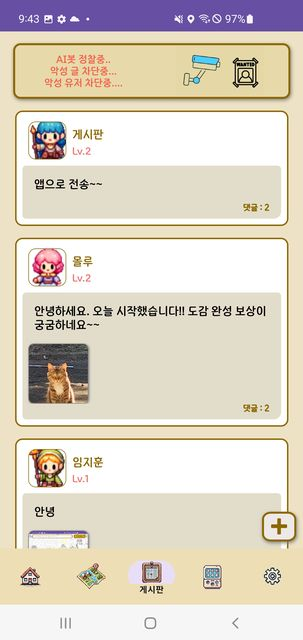 9:43
97%
AI봇 정찰중..
악성 글 차단중...
악성 유저 차단중....
WANTED
게시판
Lv.2
앱으로 전송~~
댓글 : 2
몰루
Lv.2
안녕하세요. 오늘 시작했습니다!! 도감 완성 보상이
궁굼하네요~~
댓글 : 2
임지훈
Lv.1
안녕
게시판